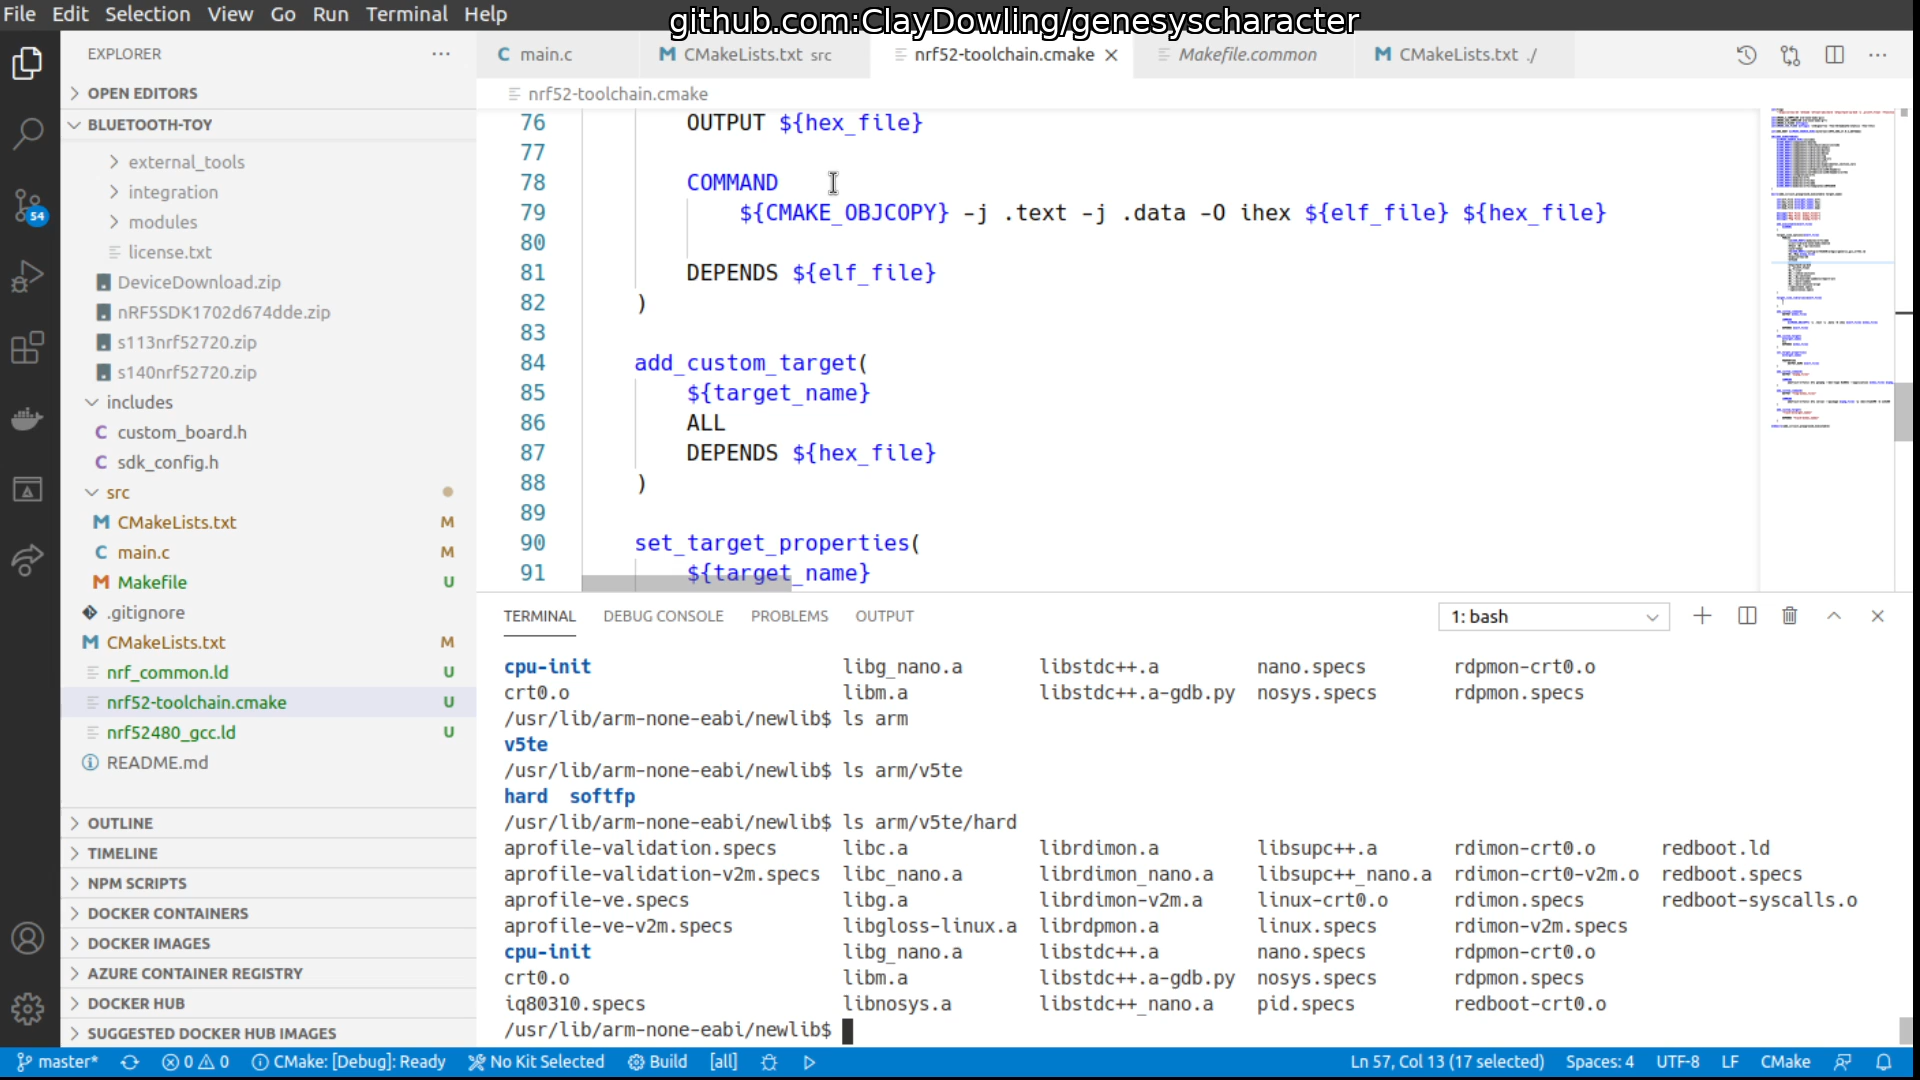 File Edit Selection View Go Run Terminal Help
github.com:ClayDowling/genesyscharacter
EXPLORER
main.c
CMakeLists.txt src
nrf52-toolchain.cmake
Makefile.common
CMakeLists.txt ./
nrf52-toolchain.cmake
OPEN EDITORS
BLUETOOTH-TOY
external_tools
integration
modules
license.txt
DeviceDownload.zip
nRF5SDK1702d674dde.zip
s113nrf52720.zip
s140nrf52720.zip
includes
custom_board.h
sdk_config.h
src
CMakeLists.txt M
main.c M
Makefile U
.gitignore
CMakeLists.txt M
nrf_common.ld U
nrf52-toolchain.cmake U
nrf52480_gcc.ld U
README.md
OUTLINE
TIMELINE
NPM SCRIPTS
DOCKER CONTAINERS
DOCKER IMAGES
AZURE CONTAINER REGISTRY
DOCKER HUB
SUGGESTED DOCKER HUB IMAGES
54
76 OUTPUT ${hex_file}
77
78 COMMAND
79 ${CMAKE_OBJCOPY} -j .text -j .data -O ihex ${elf_file} ${hex_file}
80
81 DEPENDS ${elf_file}
82 )
83
84 add_custom_target(
85 ${target_name}
86 ALL
87 DEPENDS ${hex_file}
88 )
89
90 set_target_properties(
91 ${target_name}
TERMINAL DEBUG CONSOLE PROBLEMS OUTPUT
1: bash
cpu-init libg_nano.a libstdc++.a nano.specs rdpmon-crt0.o
crt0.o libm.a libstdc++.a-gdb.py nosys.specs rdpmon.specs
/usr/lib/arm-none-eabi/newlib$ ls arm
v5te
/usr/lib/arm-none-eabi/newlib$ ls arm/v5te
hard softfp
/usr/lib/arm-none-eabi/newlib$ ls arm/v5te/hard
aprofile-validation.specs libc.a librdimon.a libsupc++.a rdimon-crt0.o redboot.ld
aprofile-validation-v2m.specs libc_nano.a librdimon_nano.a libsupc++_nano.a rdimon-crt0-v2m.o redboot.specs
aprofile-ve.specs libg.a librdimon-v2m.a linux-crt0.o rdimon.specs redboot-syscalls.o
aprofile-ve-v2m.specs libgloss-linux.a librdpmon.a linux.specs rdimon-v2m.specs
cpu-init libg_nano.a libstdc++.a nano.specs rdpmon-crt0.o
crt0.o libm.a libstdc++.a-gdb.py nosys.specs rdpmon.specs
iq80310.specs libnosys.a libstdc++_nano.a pid.specs redboot-crt0.o
/usr/lib/arm-none-eabi/newlib$
master* 0 0 CMake: [Debug]: Ready No Kit Selected Build [all] Ln 57, Col 13 (17 selected) Spaces: 4 UTF-8 LF CMake